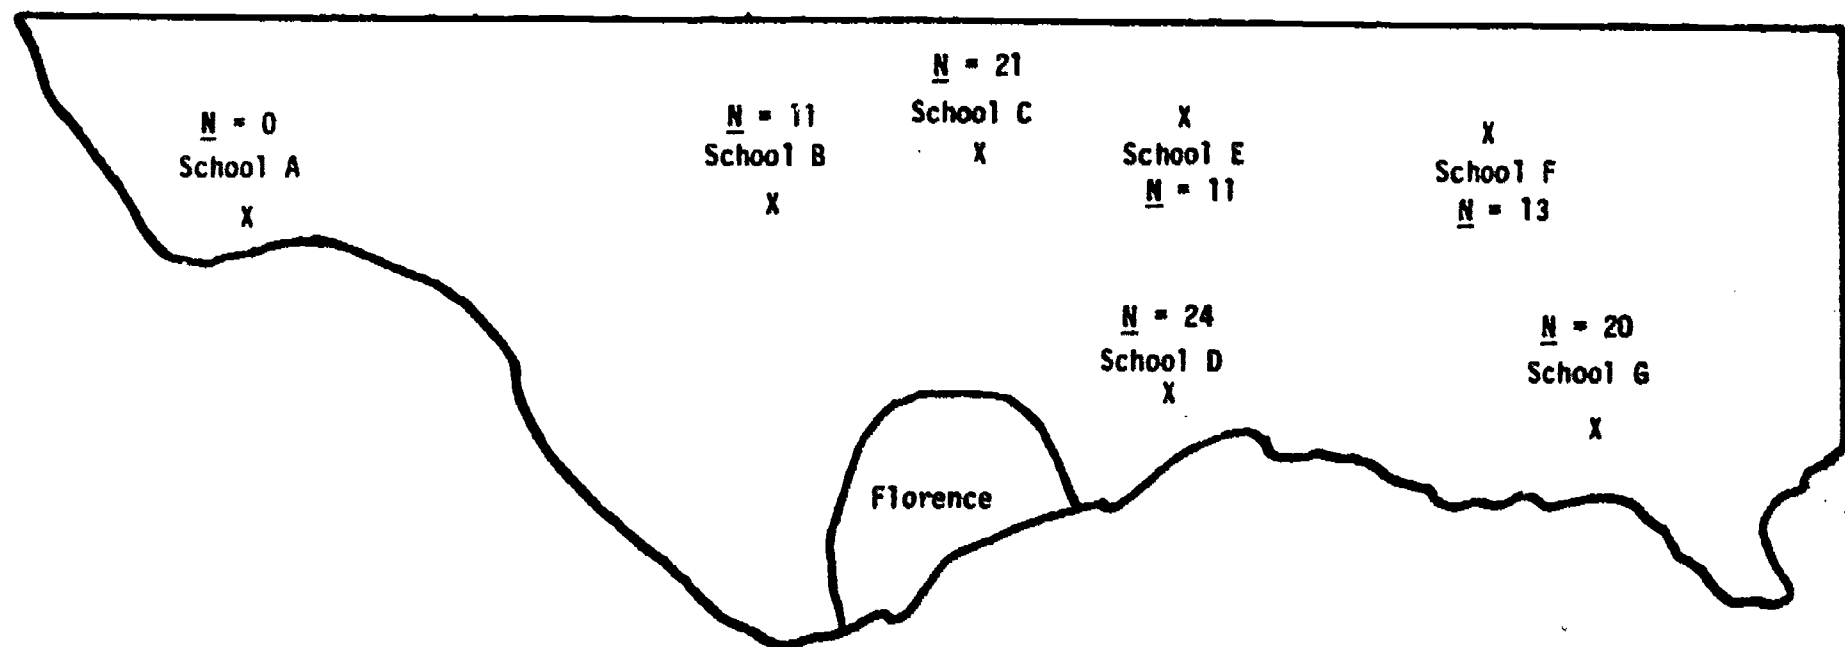 N = 0
School A
X
N = 11
School B
X
N = 21
School C
X
X
School E
N = 11
X
School F
N = 13
N = 24
School D
X
N = 20
School G
X
Florence